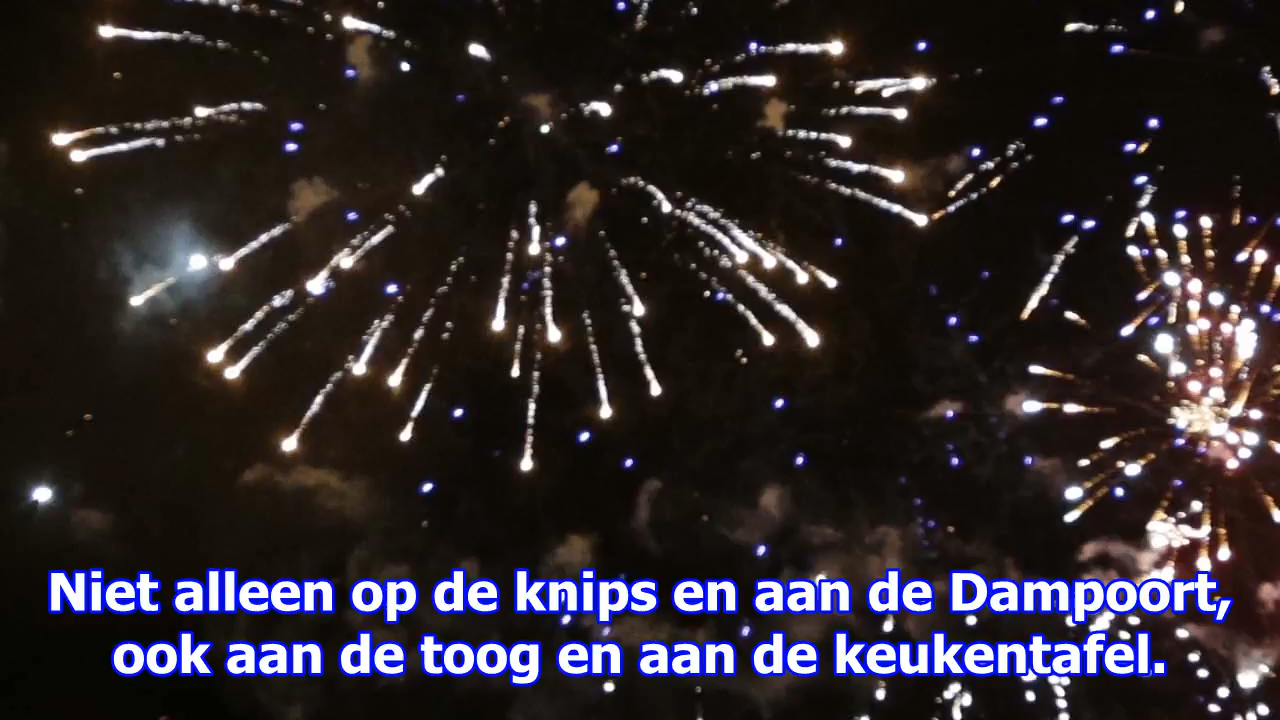 Niet alleen op de knips en aan de Dampoort,
ook aan de toog en aan de keukentafel.